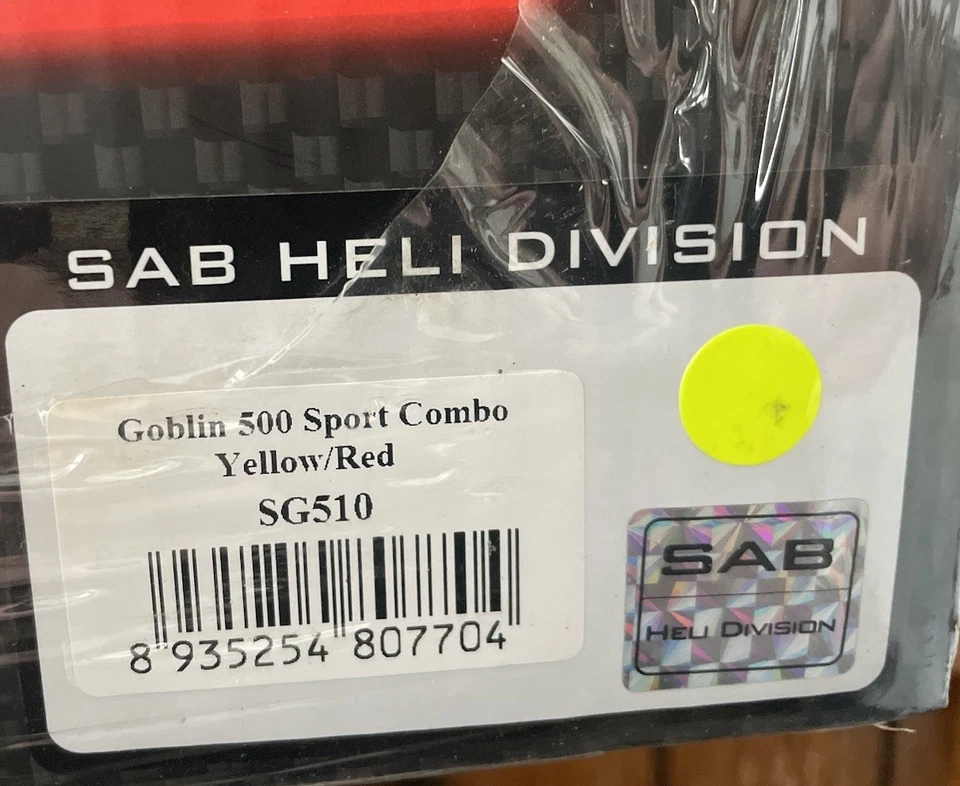 SAB HELI DIVISION
Goblin 500 Sport Combo
Yellow/Red
SG510
8 935254 807704
SAB
HELI DIVISION